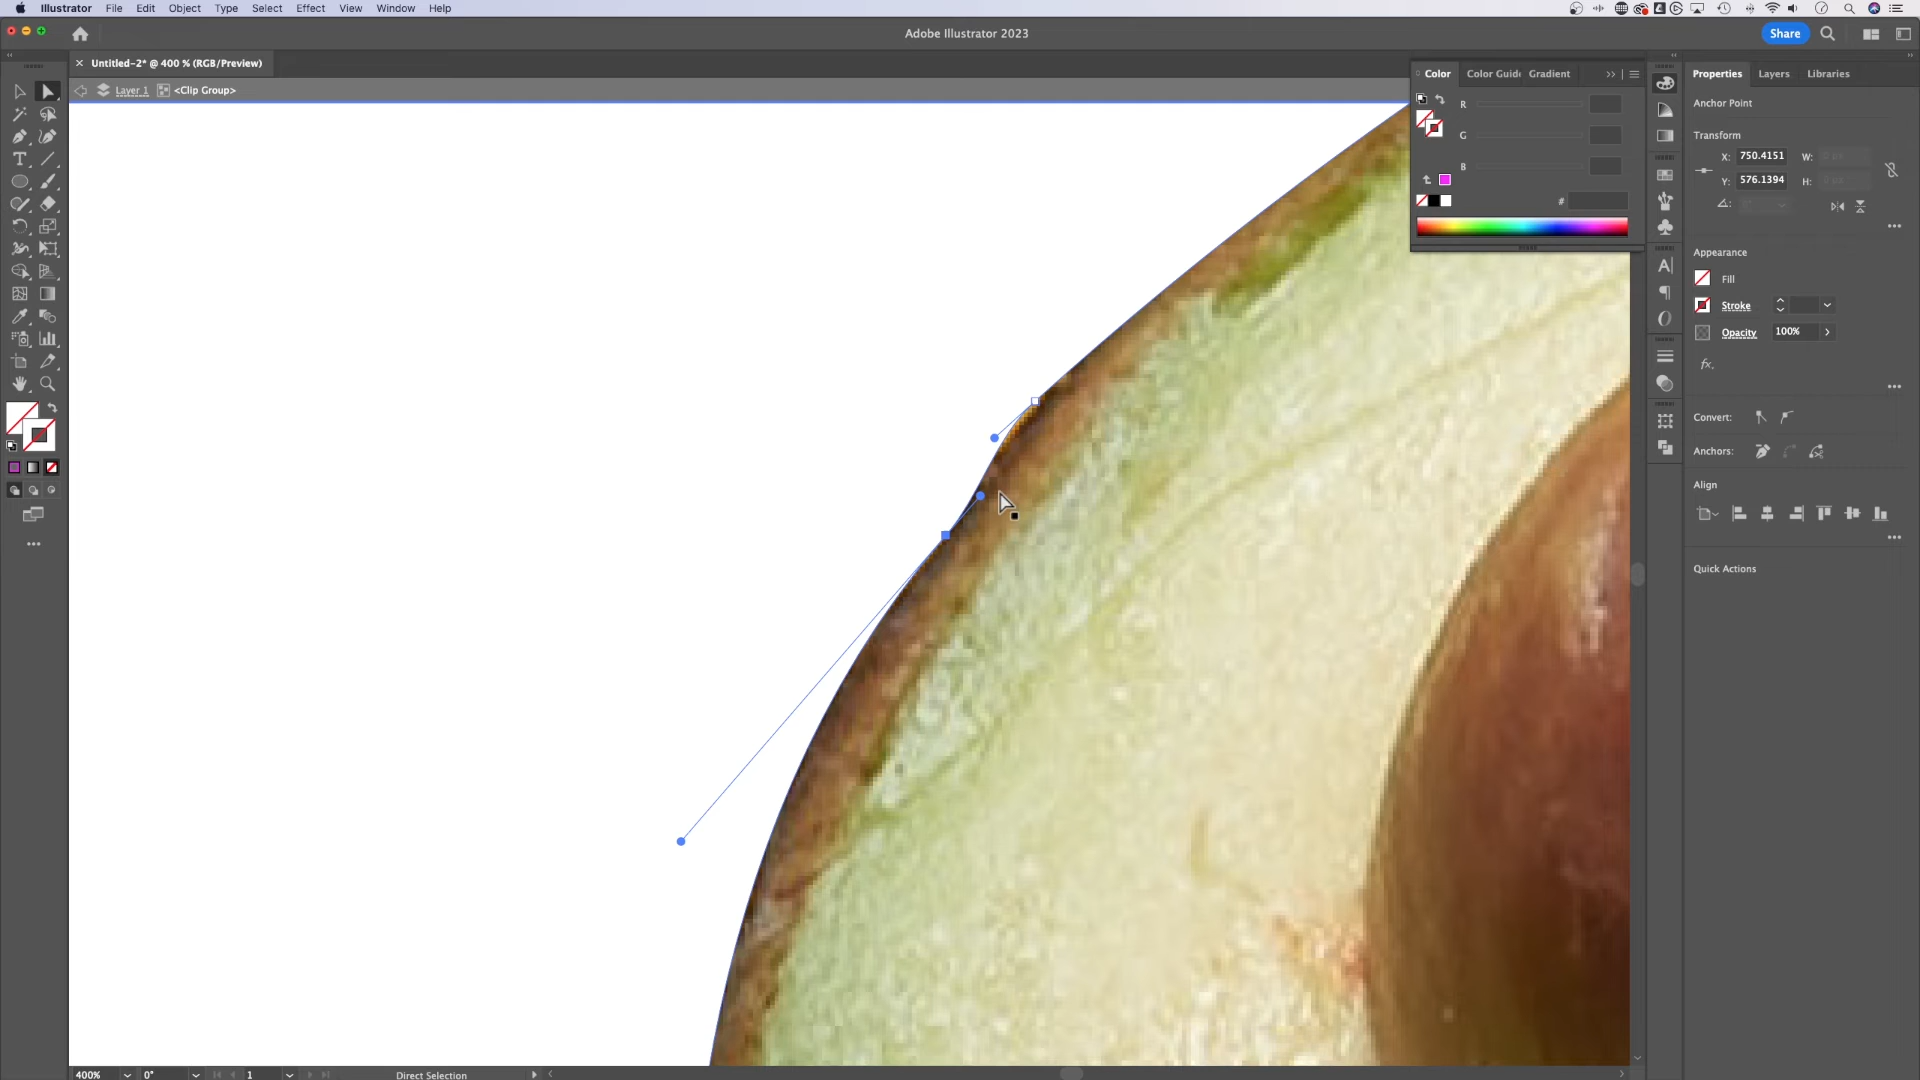 Illustrator File Edit Object Type Select Effect View Window Help
Adobe Illustrator 2023
Share
Untitled-2* @ 400 % (RGB/Preview)
Layer 1 <Clip Group>
Color Color Guide Gradient
R
G
B
#
Properties Layers Libraries
Anchor Point
Transform
X: 750.4151 W:
Y: 576.1394 H:
Appearance
Fill
Stroke
Opacity 100%
fx.
Convert:
Anchors:
Align
Quick Actions
400% 0° 1 Direct Selection